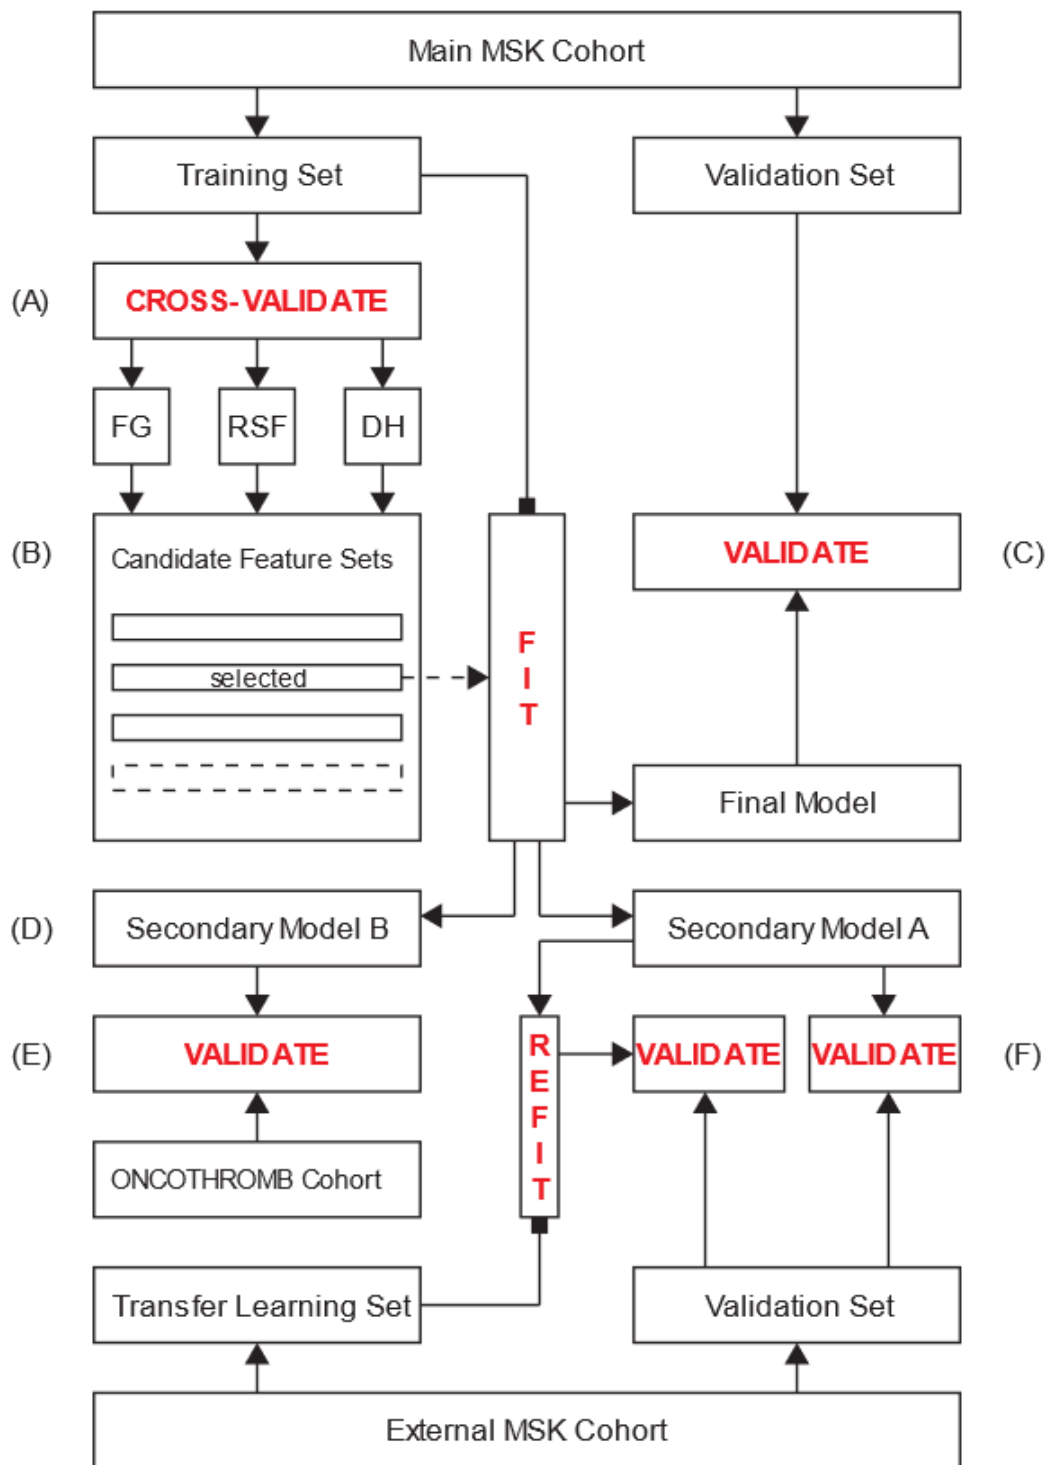 Main MSK Cohort
Training Set
Validation Set
(A)
CROSS-VALIDATE
FG
RSF
DH
(B)
Candidate Feature Sets
selected
F
I
T
VALIDATE
(C)
Final Model
(D)
Secondary Model B
Secondary Model A
(E)
VALIDATE
R
E
F
I
T
VALIDATE
VALIDATE
(F)
ONCOTHROMB Cohort
Transfer Learning Set
Validation Set
External MSK Cohort